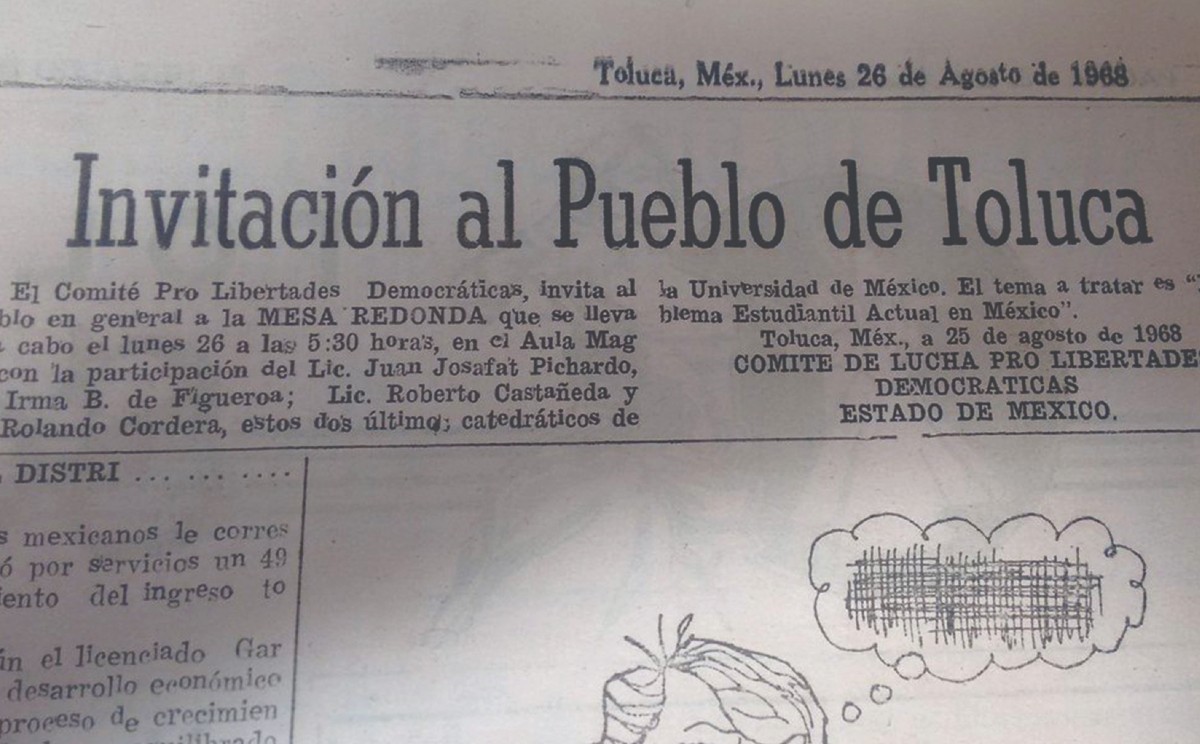 Toluca, Méx., Lunes 26 de Agosto de 1968
Invitación al Pueblo de Toluca
El Comité Pro Libertades Democráticas, invita al
blo en general a la MESA REDONDA que se lleva
cabo el lunes 26 a las 5:30 horas, en el Aula Mag
con la participación del Lic. Juan Josafat Pichardo,
Irma B. de Figueroa; Lic. Roberto Castañeda y
Rolando Cordera, estos dos último; catedráticos de
la Universidad de México. El tema a tratar es "
blema Estudiantil Actual en México".
Toluca, Méx., a 25 de agosto de 1968
COMITE DE LUCHA PRO LIBERTADE
DEMOCRATICAS
ESTADO DE MEXICO.
DISTRI ... ... ....
s mexicanos le corres
ó por servicios un 49
iento del ingreso to
ún el licenciado Gar
desarrollo económico
proceso de crecimien